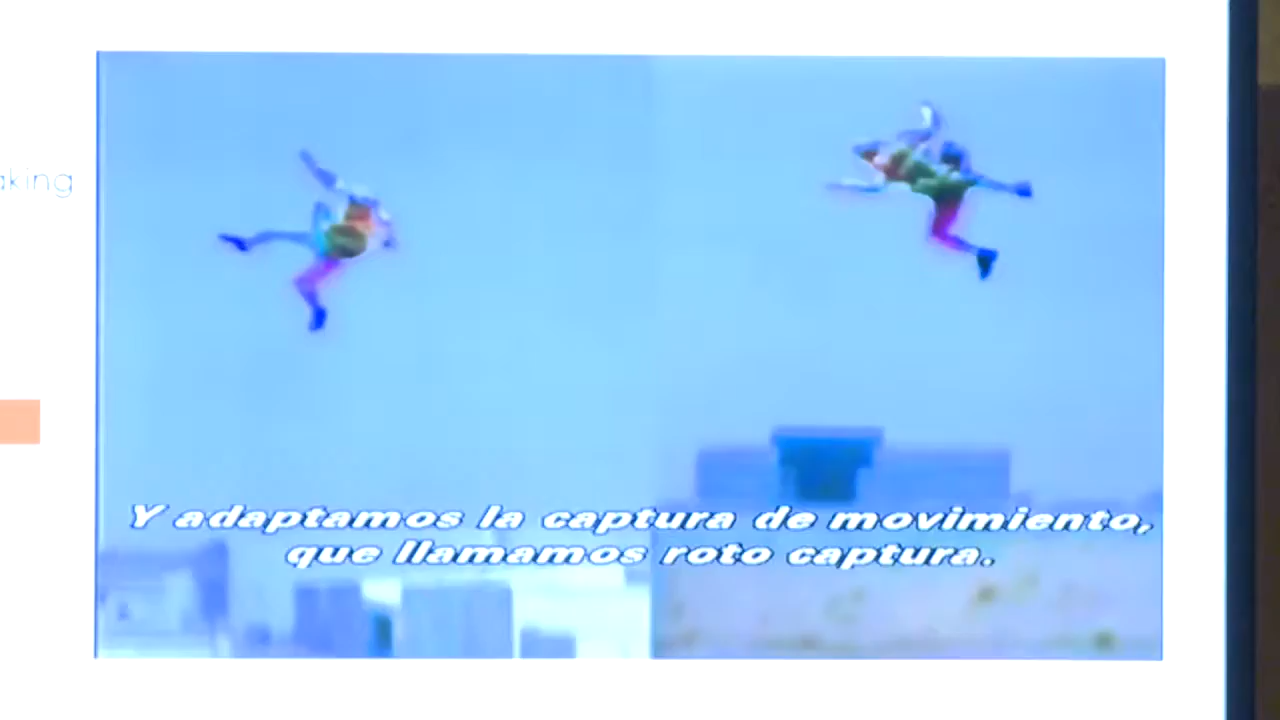 aking
Y adaptamos la captura de movimiento,
que llamamos roto captura.